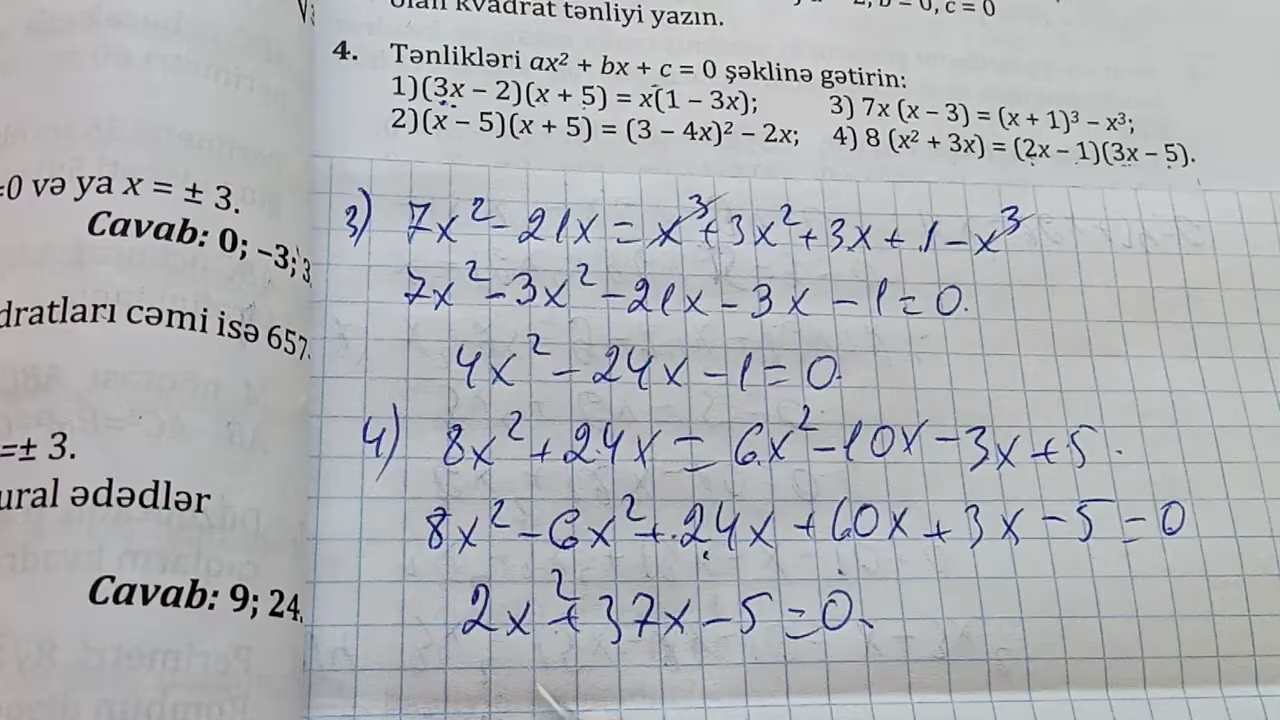 olan kvadrat tənliyi yazın.
b = 0, c = 0
4. Tənlikləri ax² + bx + c = 0 şəklinə gətirin:
1)(3x − 2)(x + 5) = x(1 − 3x); 3) 7x (x − 3) = (x + 1)³ − x³;
2)(x − 5)(x + 5) = (3 − 4x)² − 2x; 4) 8 (x² + 3x) = (2x − 1)(3x − 5).
=0 və ya x = ± 3.
Cavab: 0; −3; 3
dratları cəmi isə 657.
=± 3.
ural ədədlər
Cavab: 9; 24.
3) 7x² − 21x = x³ + 3x² + 3x + 1 − x³
7x² − 3x² − 21x − 3x − 1 = 0.
4x² − 24x − 1 = 0.
4) 8x² + 24x = 6x² − 10x − 3x + 5.
8x² − 6x² + 24x + 60x + 3x − 5 = 0
2x² + 37x − 5 = 0.